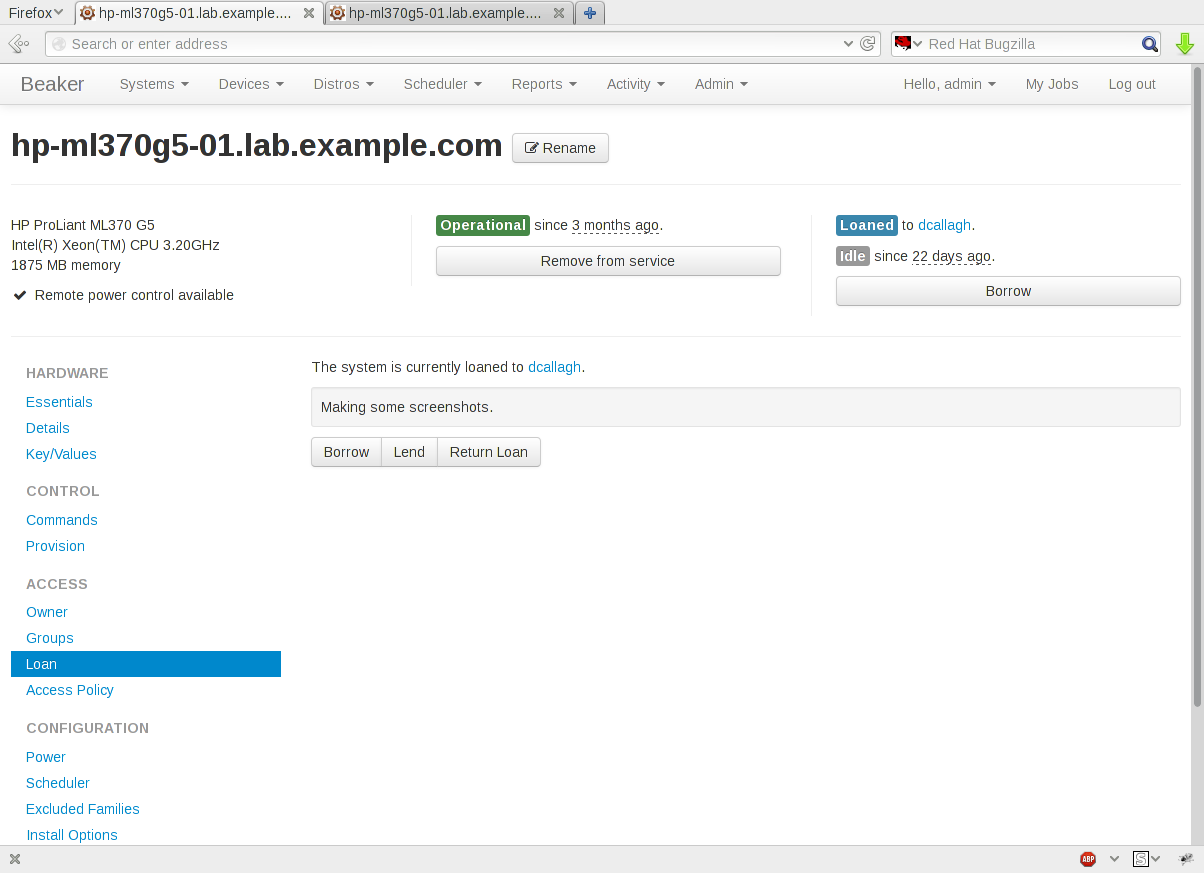 Firefox hp-ml370g5-01.lab.example.... hp-ml370g5-01.lab.example....
Search or enter address Red Hat Bugzilla
Beaker Systems Devices Distros Scheduler Reports Activity Admin Hello, admin My Jobs Log out
hp-ml370g5-01.lab.example.com Rename
HP ProLiant ML370 G5
Intel(R) Xeon(TM) CPU 3.20GHz
1875 MB memory
Remote power control available
Operational since 3 months ago.
Remove from service
Loaned to dcallagh.
Idle since 22 days ago.
Borrow
HARDWARE
Essentials
Details
Key/Values
CONTROL
Commands
Provision
ACCESS
Owner
Groups
Loan
Access Policy
CONFIGURATION
Power
Scheduler
Excluded Families
Install Options
The system is currently loaned to dcallagh.
Making some screenshots.
Borrow Lend Return Loan
ABP S